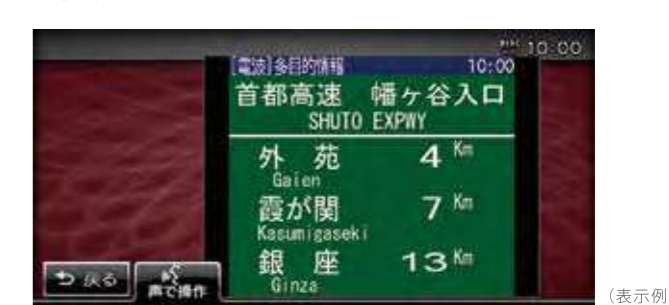 10:00
[電波]多目的情報 10:00
首都高速 幡ヶ谷入口
SHUTO EXPWY
外 苑 4 Km
Gaien
霞が関 7 Km
Kasumigaseki
銀 座 13 Km
Ginza
戻る 声で操作
(表示例